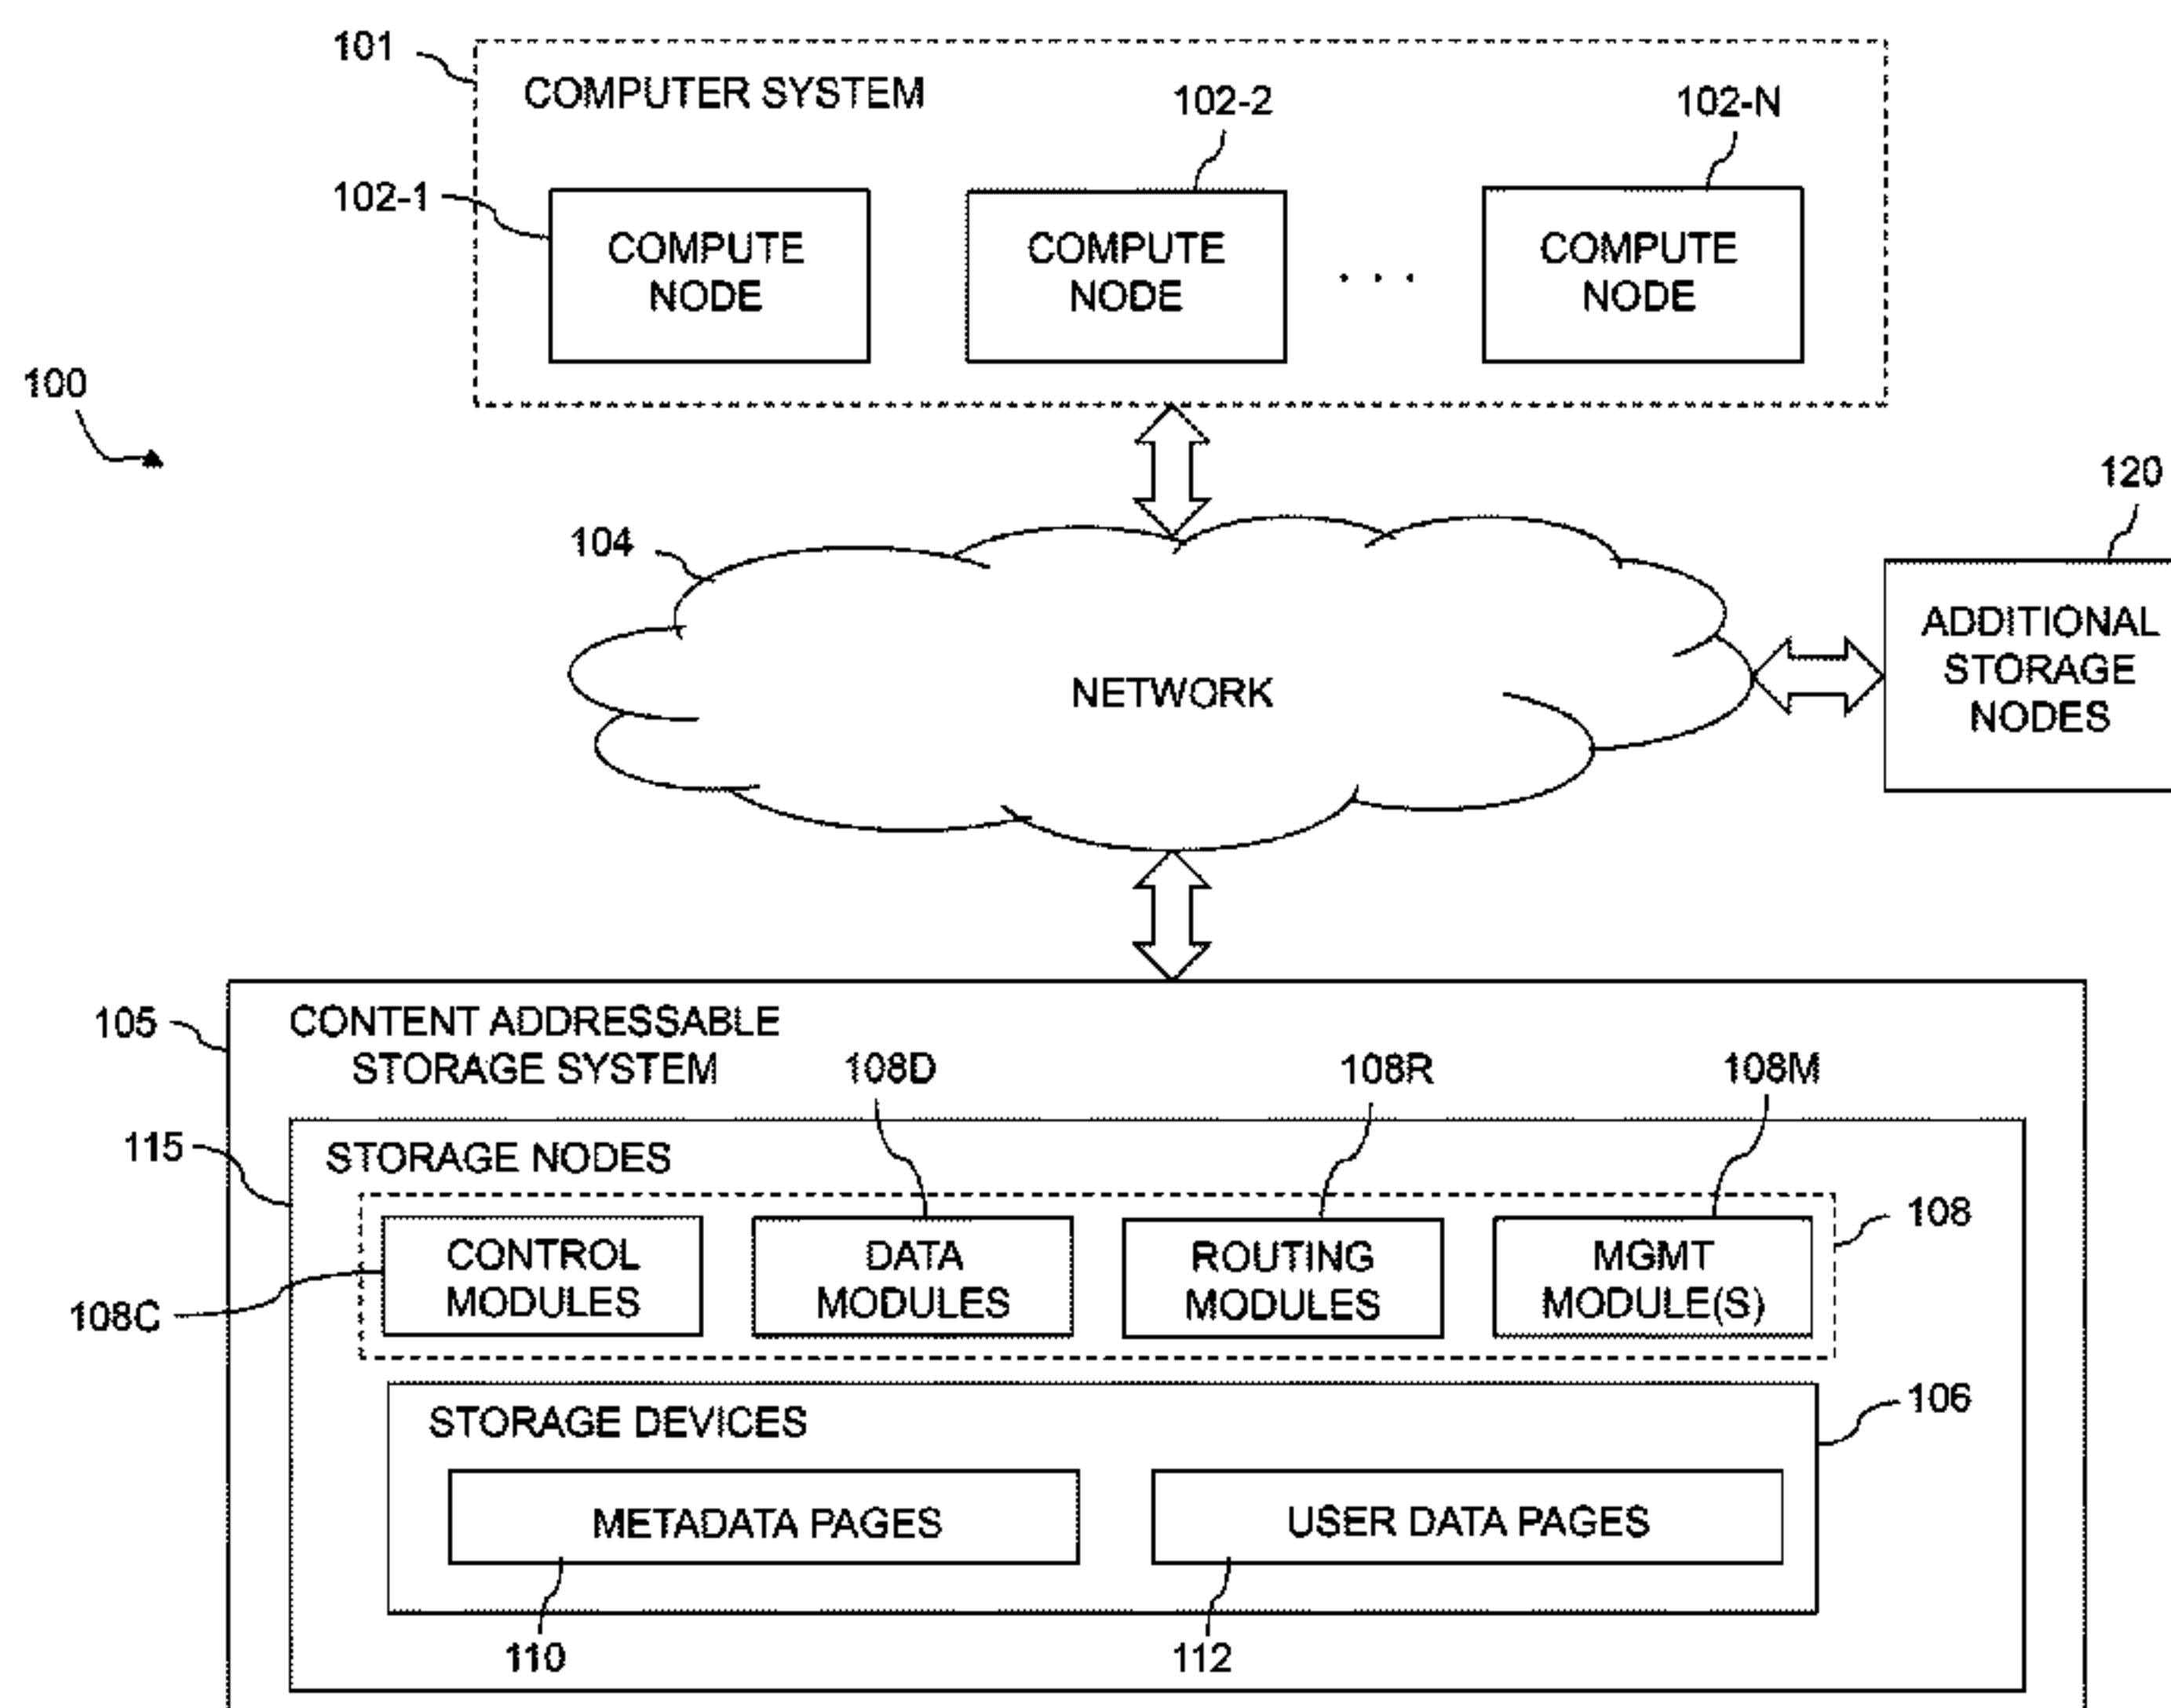 101
COMPUTER SYSTEM
102-2
102-N
102-1
COMPUTE
NODE
COMPUTE
NODE
. . .
COMPUTE
NODE
100
120
104
NETWORK
ADDITIONAL
STORAGE
NODES
105
CONTENT ADDRESSABLE
STORAGE SYSTEM
108D
108R
108M
115
STORAGE NODES
108
CONTROL
MODULES
DATA
MODULES
ROUTING
MODULES
MGMT
MODULE(S)
108C
106
STORAGE DEVICES
METADATA PAGES
USER DATA PAGES
110
112